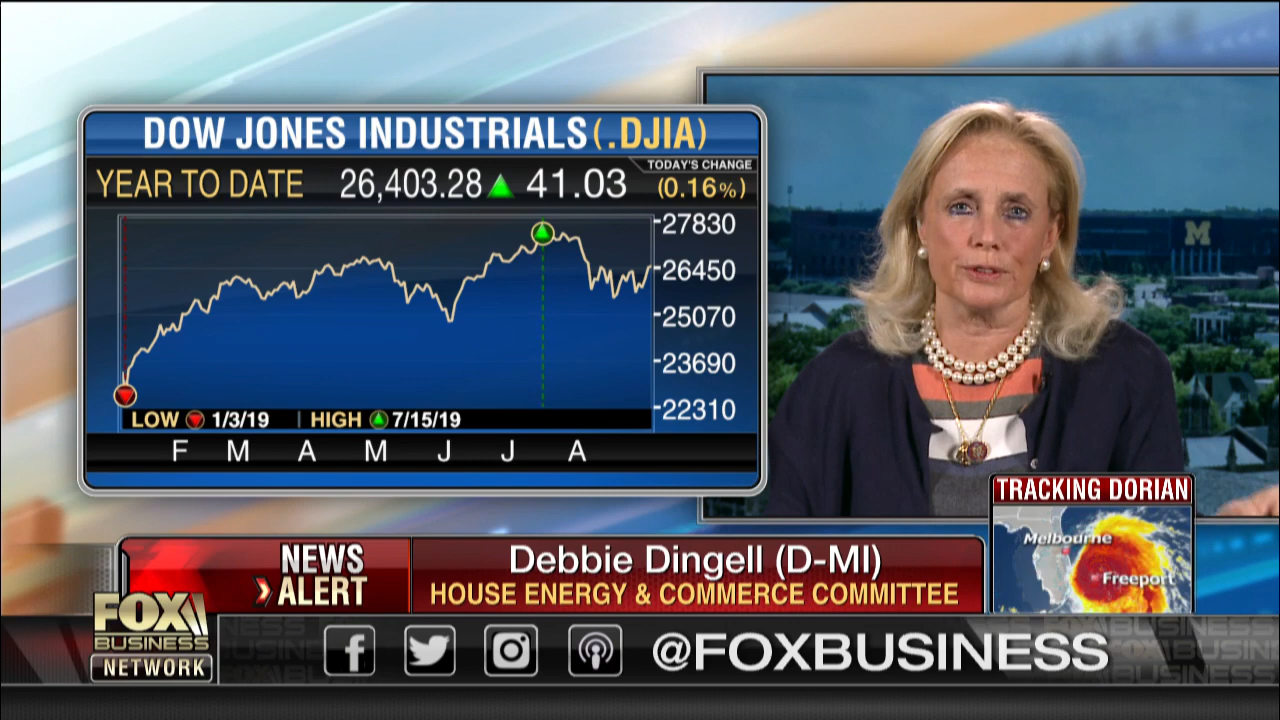 DOW JONES INDUSTRIALS (.DJIA)
TODAY'S CHANGE
YEAR TO DATE 26,403.28 41.03 (0.16%)
27830
26450
25070
23690
22310
LOW 1/3/19 | HIGH 7/15/19
F M A M J J A
M
TRACKING DORIAN
Melbourne
Freeport
NEWS
ALERT
Debbie Dingell (D-MI)
HOUSE ENERGY & COMMERCE COMMITTEE
FOX
BUSINESS
NETWORK
@FOXBUSINESS